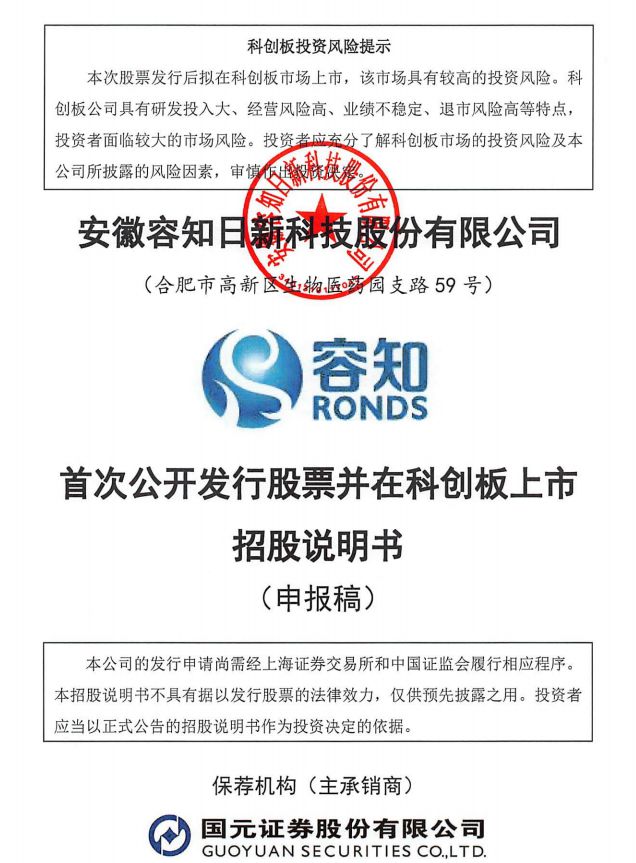 科创板投资风险提示
本次股票发行后拟在科创板市场上市，该市场具有较高的投资风险。科
创板公司具有研发投入大、经营风险高、业绩不稳定、退市风险高等特点，
投资者面临较大的市场风险。投资者应充分了解科创板市场的投资风险及本
公司所披露的风险因素，审慎作出投资决定。
安徽容知日新科技股份有限公司
安徽容知日新科技股份有限公司
（合肥市高新区生物医药园支路 59 号）
容知
RONDS
首次公开发行股票并在科创板上市
招股说明书
（申报稿）
本公司的发行申请尚需经上海证券交易所和中国证监会履行相应程序。
本招股说明书不具有据以发行股票的法律效力，仅供预先披露之用。投资者
应当以正式公告的招股说明书作为投资决定的依据。
保荐机构（主承销商）
国元证券股份有限公司
GUOYUAN SECURITIES CO.,LTD.